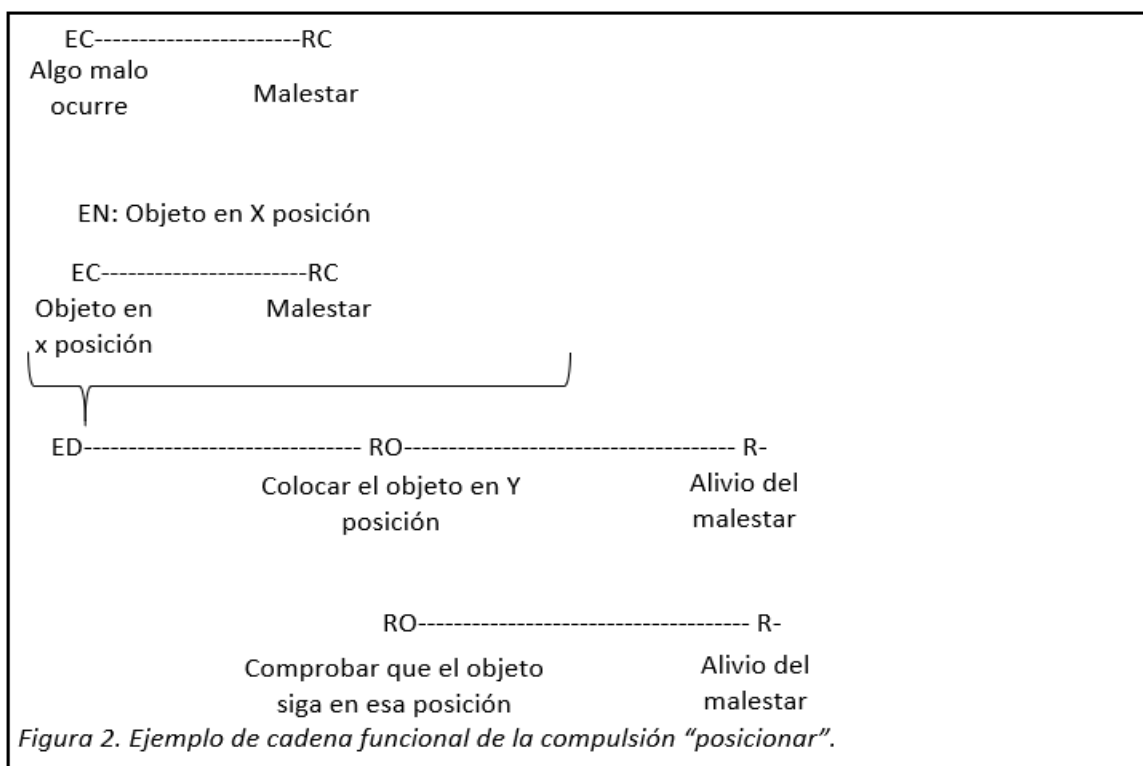 EC-----------------------RC
Algo malo
ocurre
Malestar
EN: Objeto en X posición
EC-----------------------RC
Objeto en
x posición
Malestar
ED------------------------------- RO------------------------------------- R-
Colocar el objeto en Y
posición
Alivio del
malestar
RO------------------------------------- R-
Comprobar que el objeto
siga en esa posición
Alivio del
malestar
Figura 2. Ejemplo de cadena funcional de la compulsión “posicionar”.